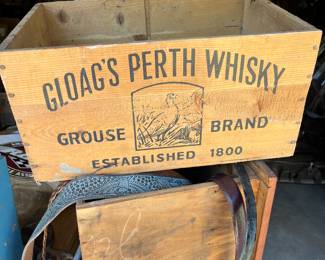 GLOAG'S PERTH WHISKY
GROUSE BRAND
ESTABLISHED 1800